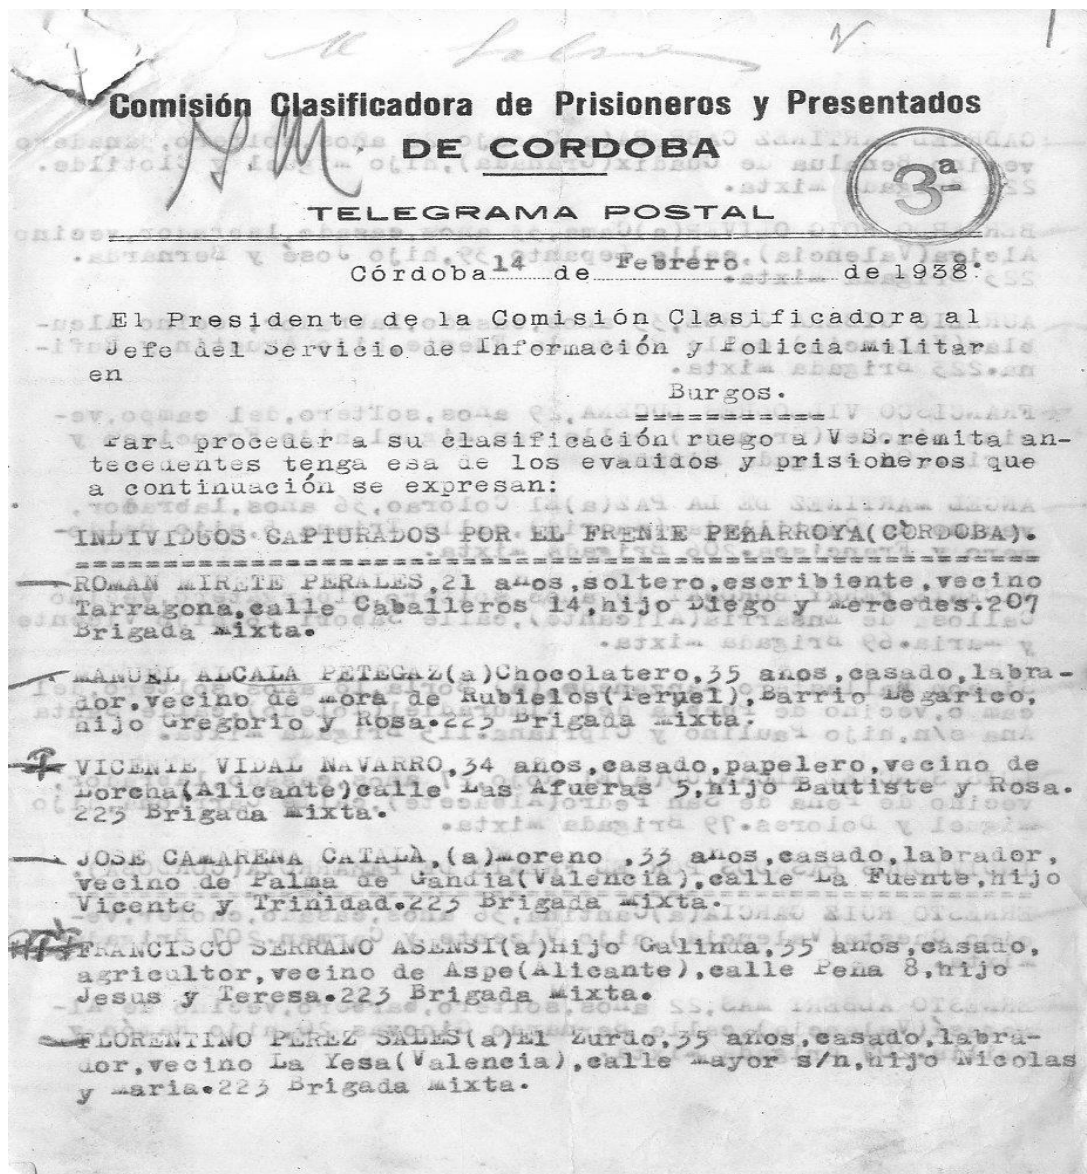 Comisión Clasificadora de Prisioneros y Presentados
DE CORDOBA
3ª
TELEGRAMA POSTAL
Córdoba 14 de Febrero. de 1938.
El Presidente de la Comisión Clasificadora al
Jefe del Servicio de Información y Policia Militar
en
Burgos.
===========
Par proceder a su clasificación ruego a V.S. remita an-
tecedentes tenga esa de los evadidos y prisioneros que
a continuación se expresan:
INDIVIDUOS CAPTURADOS POR EL FRENTE PEÑARROYA(CORDOBA).
ROMAN MIRETE PERALES,21 años,soltero,escribiente,vecino
Tarragona,calle Caballeros 14,hijo Diego y Mercedes.207
Brigada Mixta.
MANUEL ALCALA PETEGAZ(a)Chocolatero,35 años,casado,labra-
dor,vecino de Mora de Rubielos(Teruel),Barrio Legarico,
hijo Gregorio y Rosa.223 Brigada Mixta.
VICENTE VIDAL NAVARRO,34 años,casado,papelero,vecino de
Lorcha(Alicante)calle Las Afueras 5,hijo Bautiste y Rosa.
223 Brigada Mixta.
JOSE CAMARENA CATALÀ,(a)Moreno ,33 años,casado,labrador,
vecino de Palma de Gandia(Valencia),calle La Fuente,hijo
Vicente y Trinidad.223 Brigada Mixta.
FRANCISCO SERRANO ASENSI(a)hijo Galinda,35 años,casado,
agricultor,vecino de Aspe(Alicante),calle Peña 8,hijo
Jesus y Teresa.223 Brigada Mixta.
FLORENTINO PEREZ SALES(a)El Zurdo,35 años,casado,labra-
dor,vecino La Yesa(Valencia),calle Mayor s/n,hijo Nicolas
y Maria.223 Brigada Mixta.